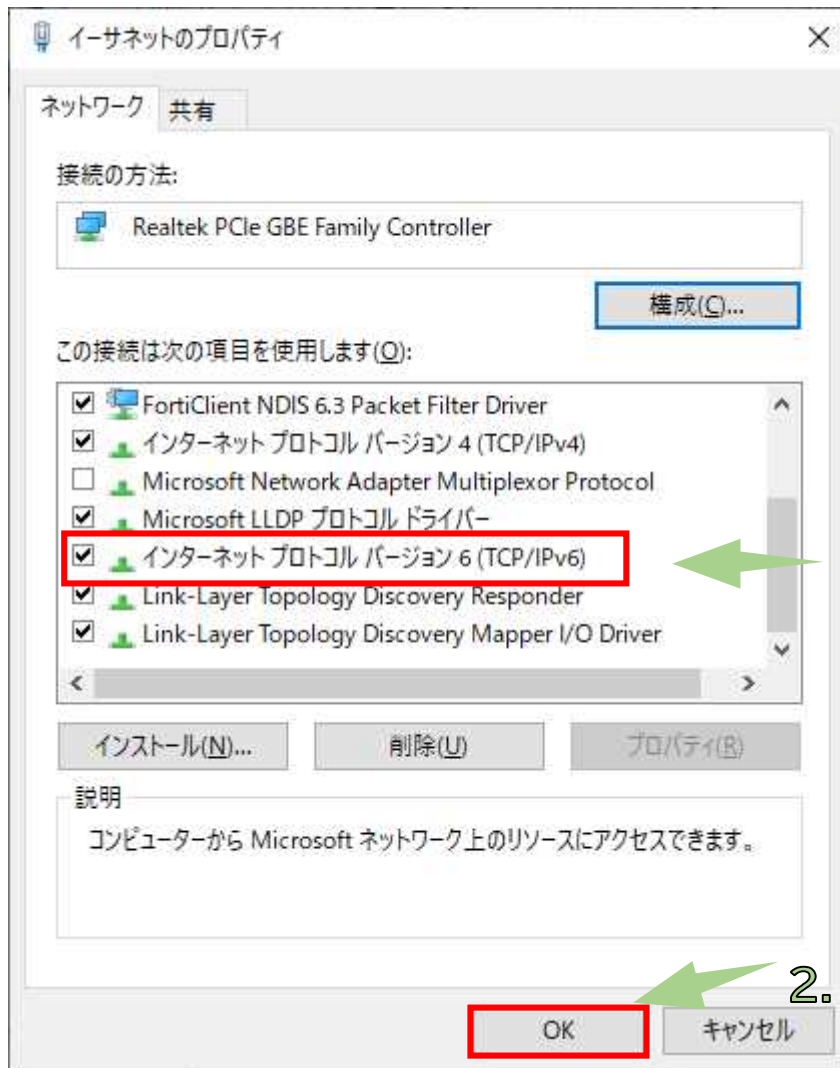 イーサネットのプロパティ
ネットワーク 共有
接続の方法:
Realtek PCIe GBE Family Controller
構成(C)...
この接続は次の項目を使用します(O):
FortiClient NDIS 6.3 Packet Filter Driver
インターネット プロトコル バージョン 4 (TCP/IPv4)
Microsoft Network Adapter Multiplexor Protocol
Microsoft LLDP プロトコル ドライバー
インターネット プロトコル バージョン 6 (TCP/IPv6)
Link-Layer Topology Discovery Responder
Link-Layer Topology Discovery Mapper I/O Driver
インストール(N)... 削除(U) プロパティ(R)
説明
コンピューターから Microsoft ネットワーク上のリソースにアクセスできます。
2.
OK キャンセル